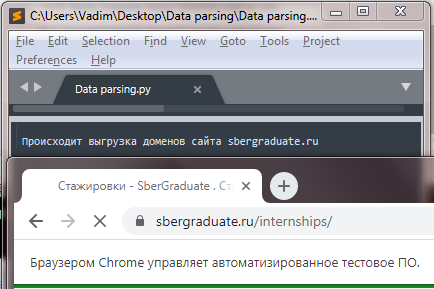 C:\Users\Vadim\Desktop\Data parsing\Data parsing....
File Edit Selection Find View Goto Tools Project
Preferences Help
Data parsing.py
Происходит выгрузка доменов сайта sbergraduate.ru
Стажировки - SberGraduate . Ст
sbergraduate.ru/internships/
Браузером Chrome управляет автоматизированное тестовое ПО.